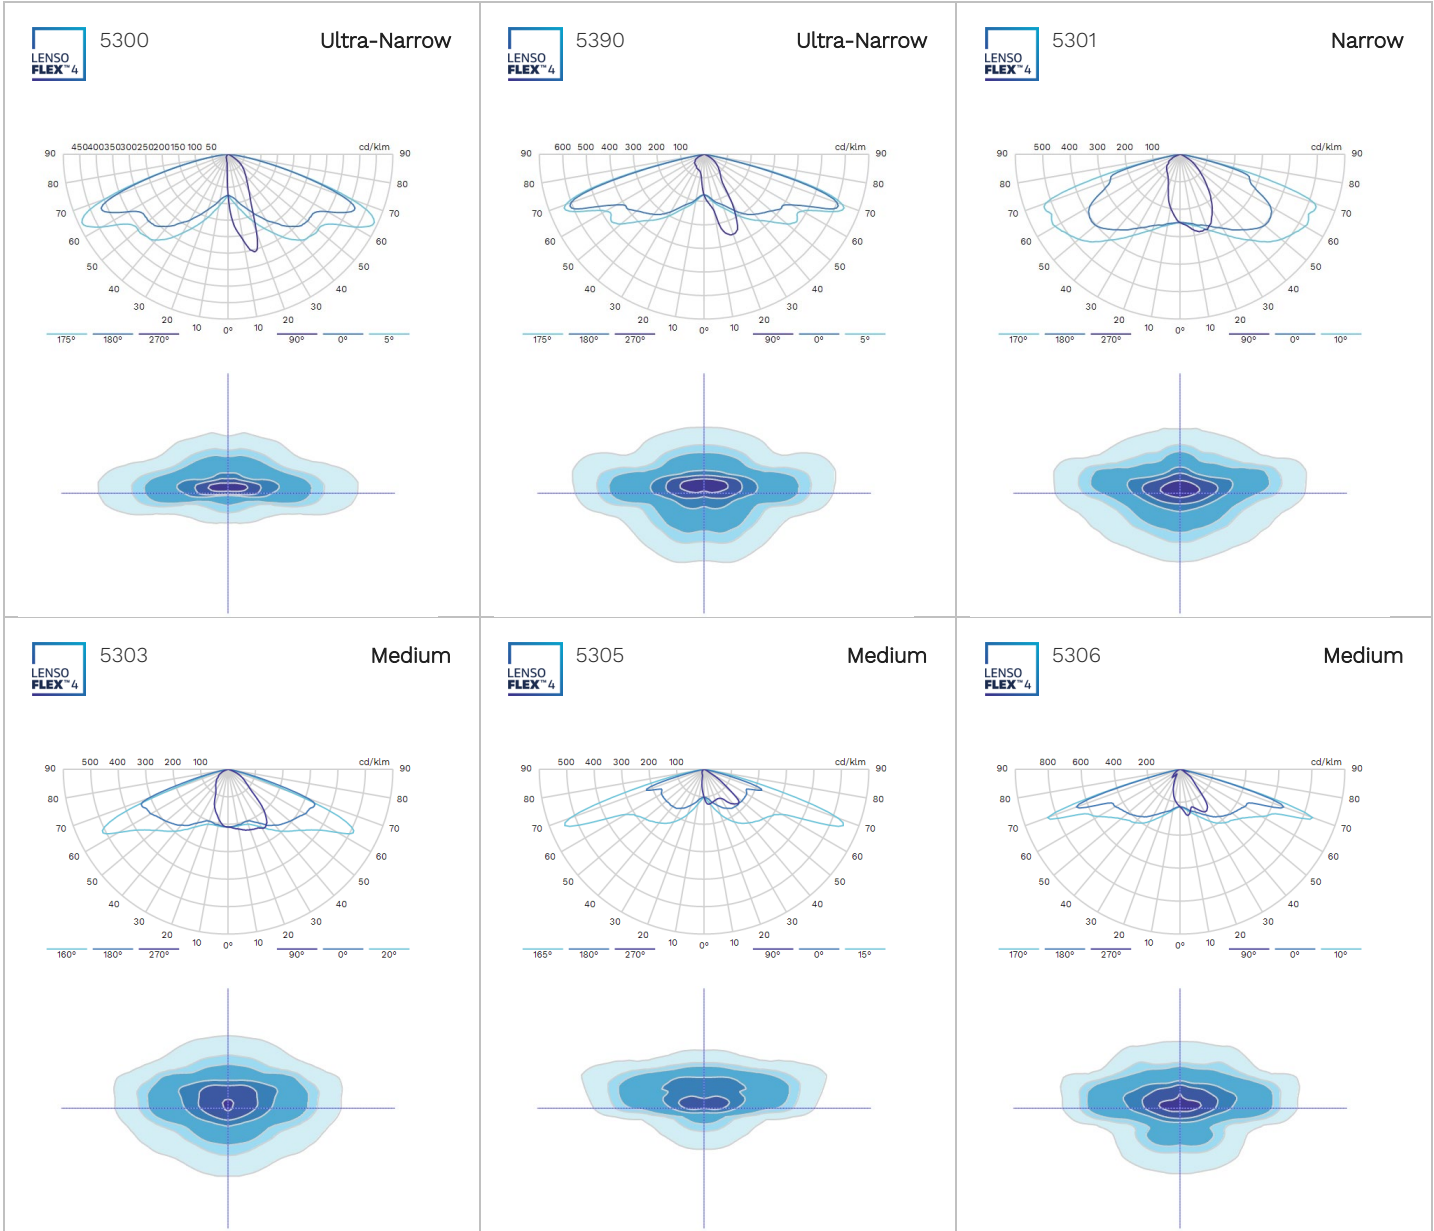 5300 Ultra-Narrow
LENSO
FLEX™4
450400350300250200150 100 50 cd/klm
90 90
80 80
70 70
60 60
50 50
40 40
30 30
20 10 0° 10 20
175° 180° 270° 90° 0° 5°
5390 Ultra-Narrow
LENSO
FLEX™4
600 500 400 300 200 100 cd/klm
90 90
80 80
70 70
60 60
50 50
40 40
30 30
20 10 0° 10 20
175° 180° 270° 90° 0° 5°
5301 Narrow
LENSO
FLEX™4
500 400 300 200 100 cd/klm
90 90
80 80
70 70
60 60
50 50
40 40
30 30
20 10 0° 10 20
170° 180° 270° 90° 0° 10°
5303 Medium
LENSO
FLEX™4
500 400 300 200 100 cd/klm
90 90
80 80
70 70
60 60
50 50
40 40
30 30
20 10 0° 10 20
160° 180° 270° 90° 0° 20°
5305 Medium
LENSO
FLEX™4
500 400 300 200 100 cd/klm
90 90
80 80
70 70
60 60
50 50
40 40
30 30
20 10 0° 10 20
165° 180° 270° 90° 0° 15°
5306 Medium
LENSO
FLEX™4
800 600 400 200 cd/klm
90 90
80 80
70 70
60 60
50 50
40 40
30 30
20 10 0° 10 20
170° 180° 270° 90° 0° 10°